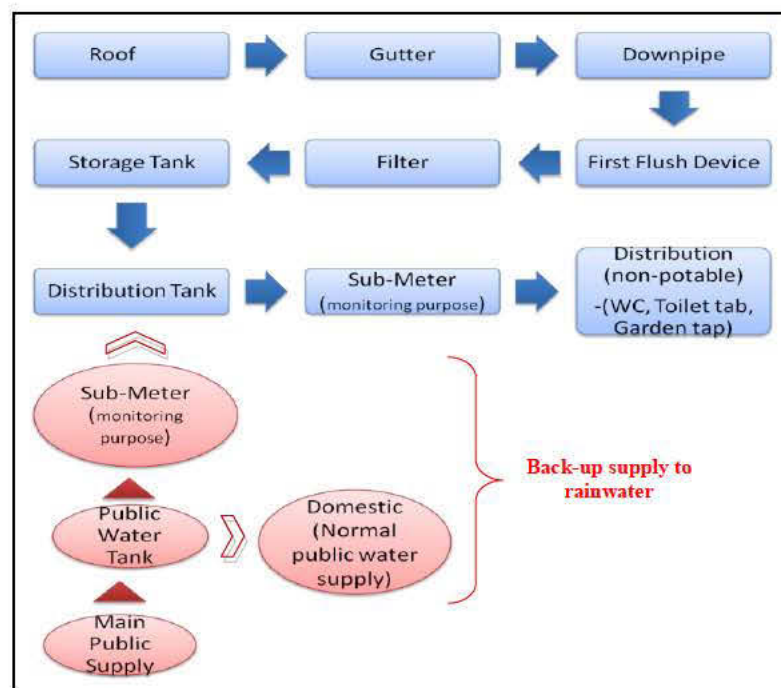 Roof
Gutter
Downpipe
Storage Tank
Filter
First Flush Device
Distribution Tank
Sub-Meter
(monitoring purpose)
Distribution
(non-potable)
-(WC, Toilet tab,
Garden tap)
Sub-Meter
(monitoring
purpose)
Back-up supply to
rainwater
Public
Water
Tank
Domestic
(Normal
public water
supply)
Main
Public
Supply